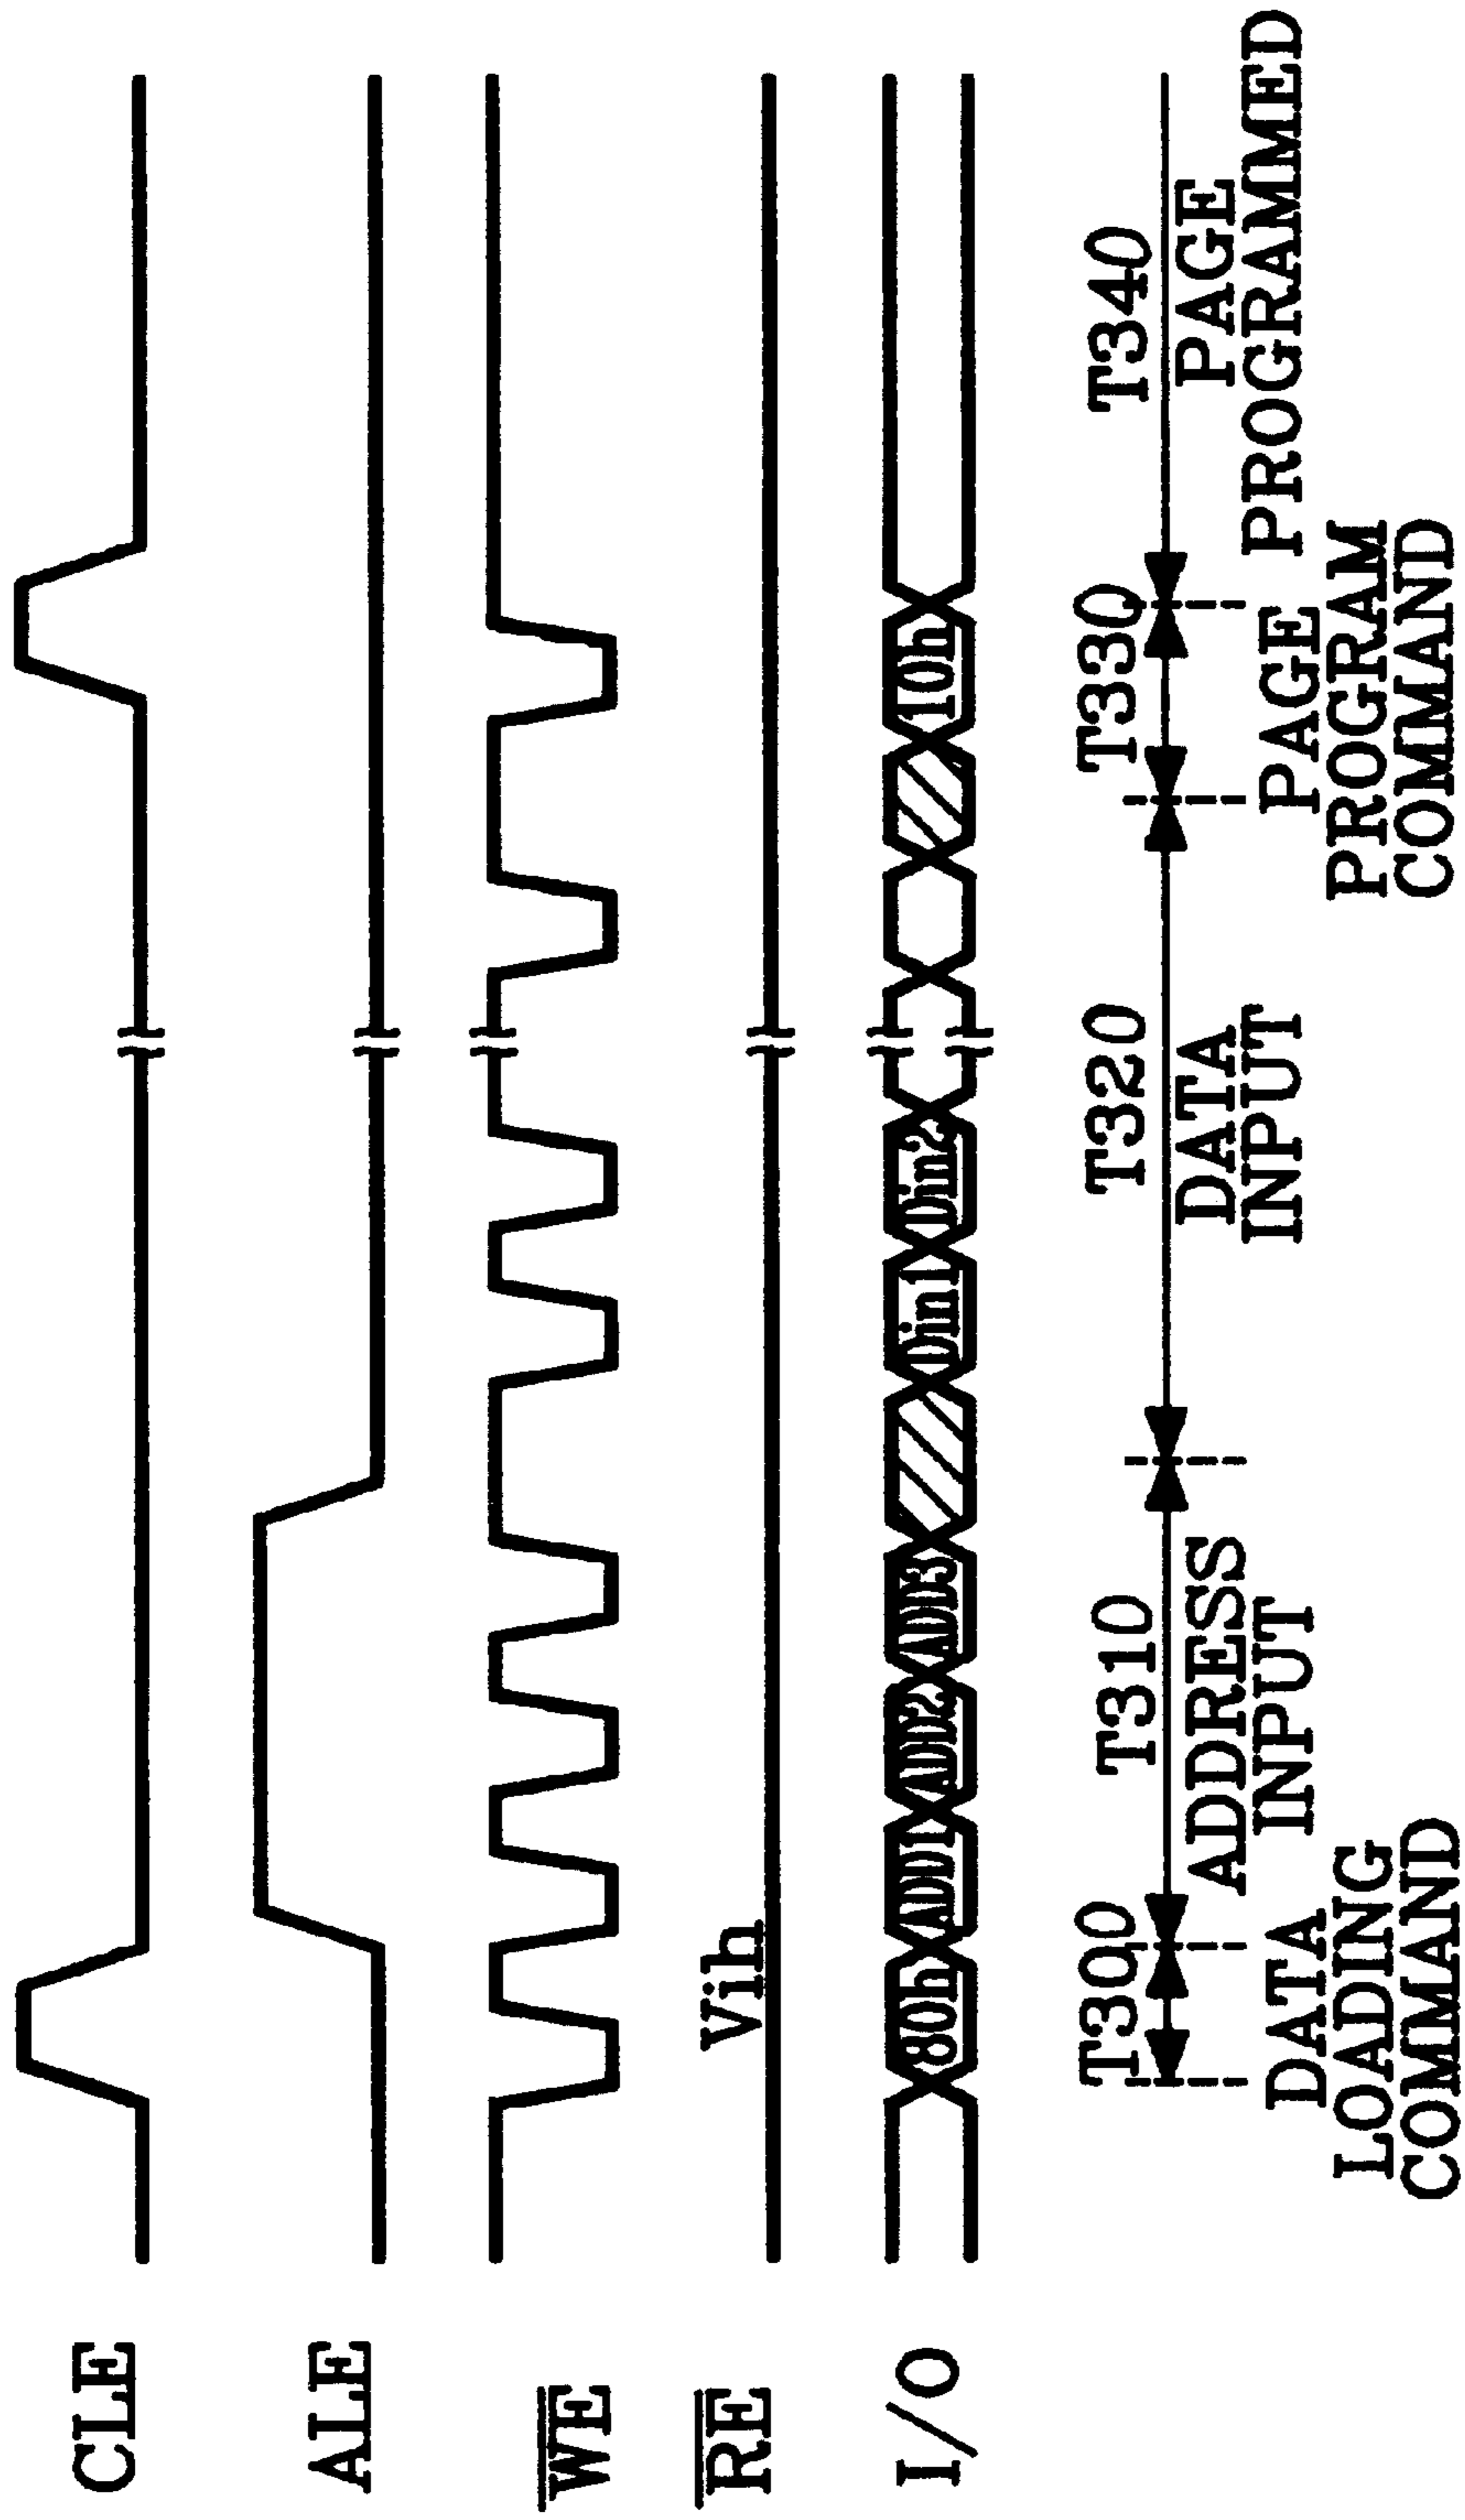 CLE
ALE
WE
RE
Vih
I/O
80h
ADD1
ADD2
ADD3
Din1
Din2
10h
T300
T310
T320
T330
T340
DATA
LOADING
COMMAND
ADDRESS
INPUT
DATA
INPUT
PAGE
PROGRAM
COMMAND
PAGE
PROGRAMMED